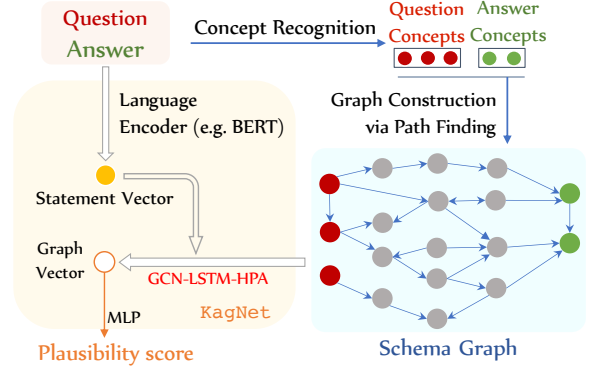 Question
Answer
Concept Recognition
Question
Concepts
Answer
Concepts
Language
Encoder (e.g. BERT)
Graph Construction
via Path Finding
Statement Vector
Graph
Vector
GCN-LSTM-HPA
MLP
KagNet
Plausibility score
Schema Graph